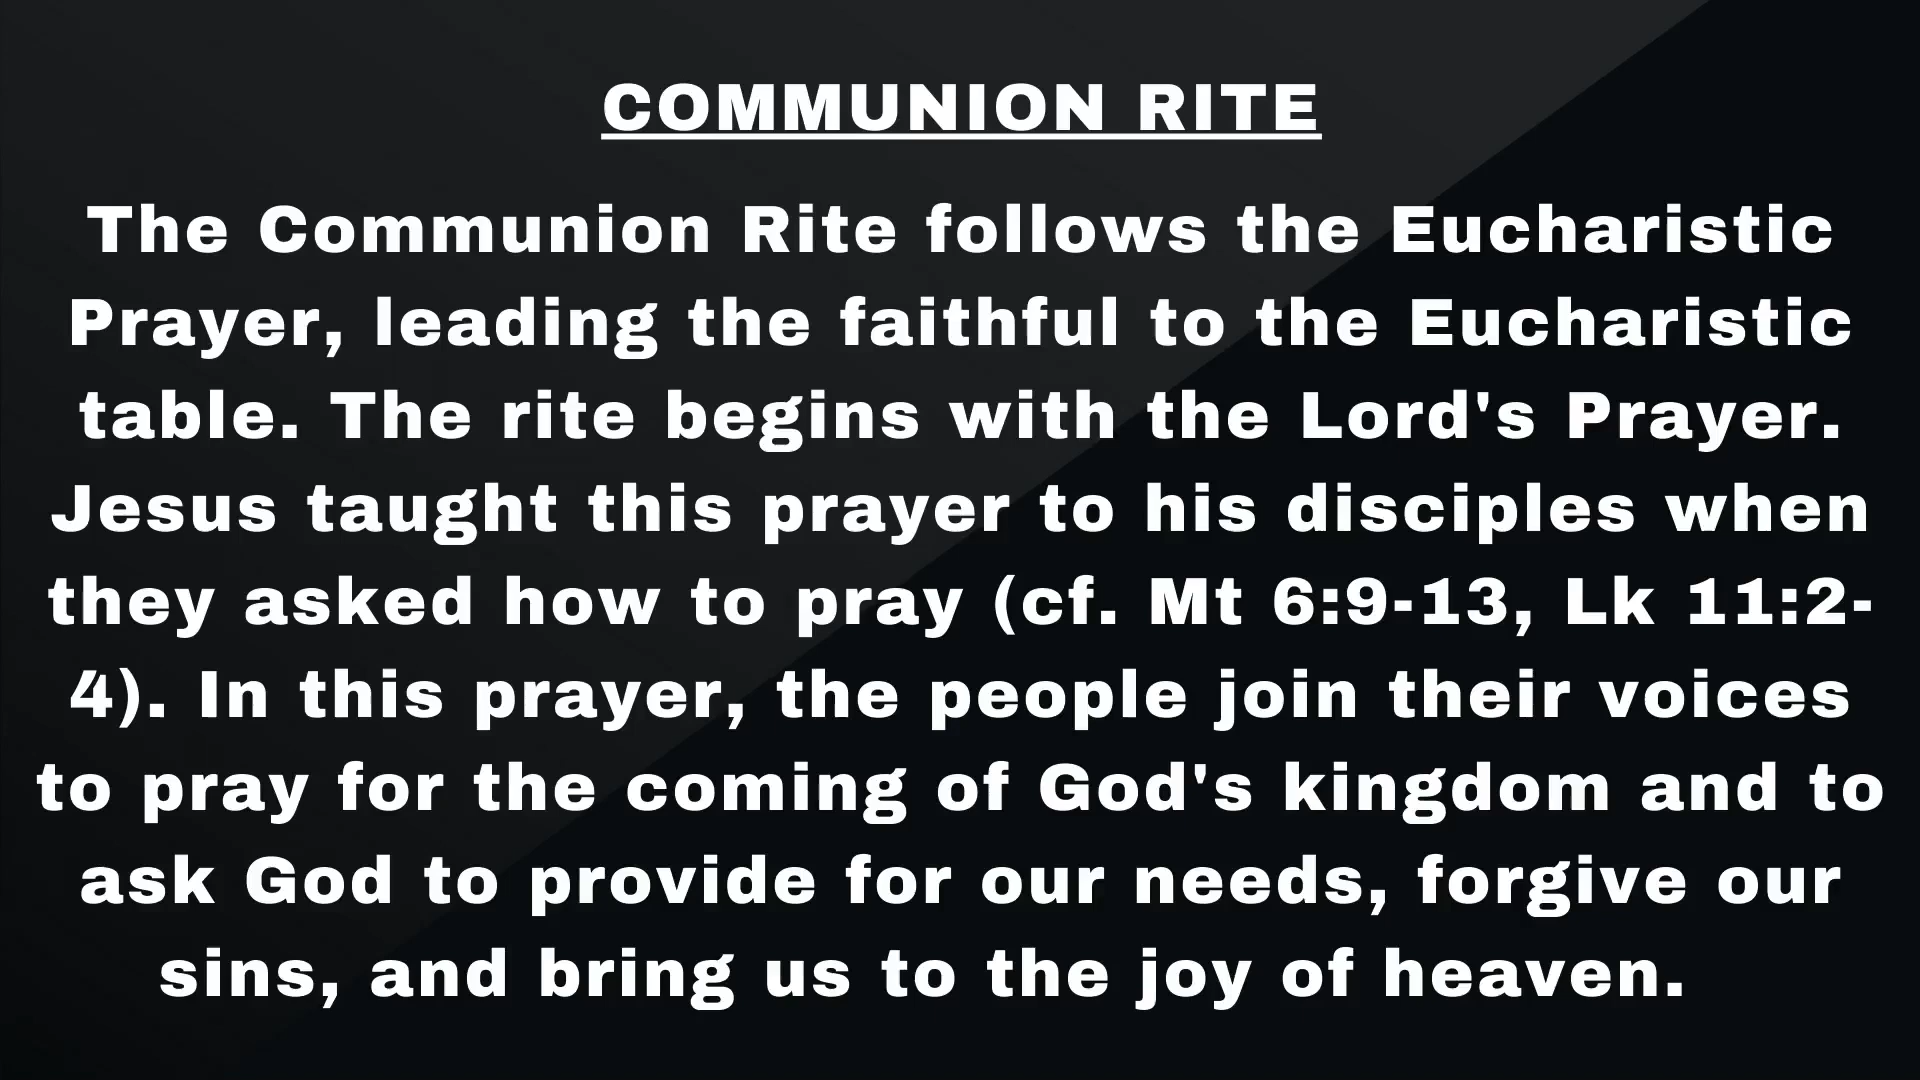 COMMUNION RITE
The Communion Rite follows the Eucharistic
Prayer, leading the faithful to the Eucharistic
table. The rite begins with the Lord's Prayer.
Jesus taught this prayer to his disciples when
they asked how to pray (cf. Mt 6:9-13, Lk 11:2-
4). In this prayer, the people join their voices
to pray for the coming of God's kingdom and to
ask God to provide for our needs, forgive our
sins, and bring us to the joy of heaven.